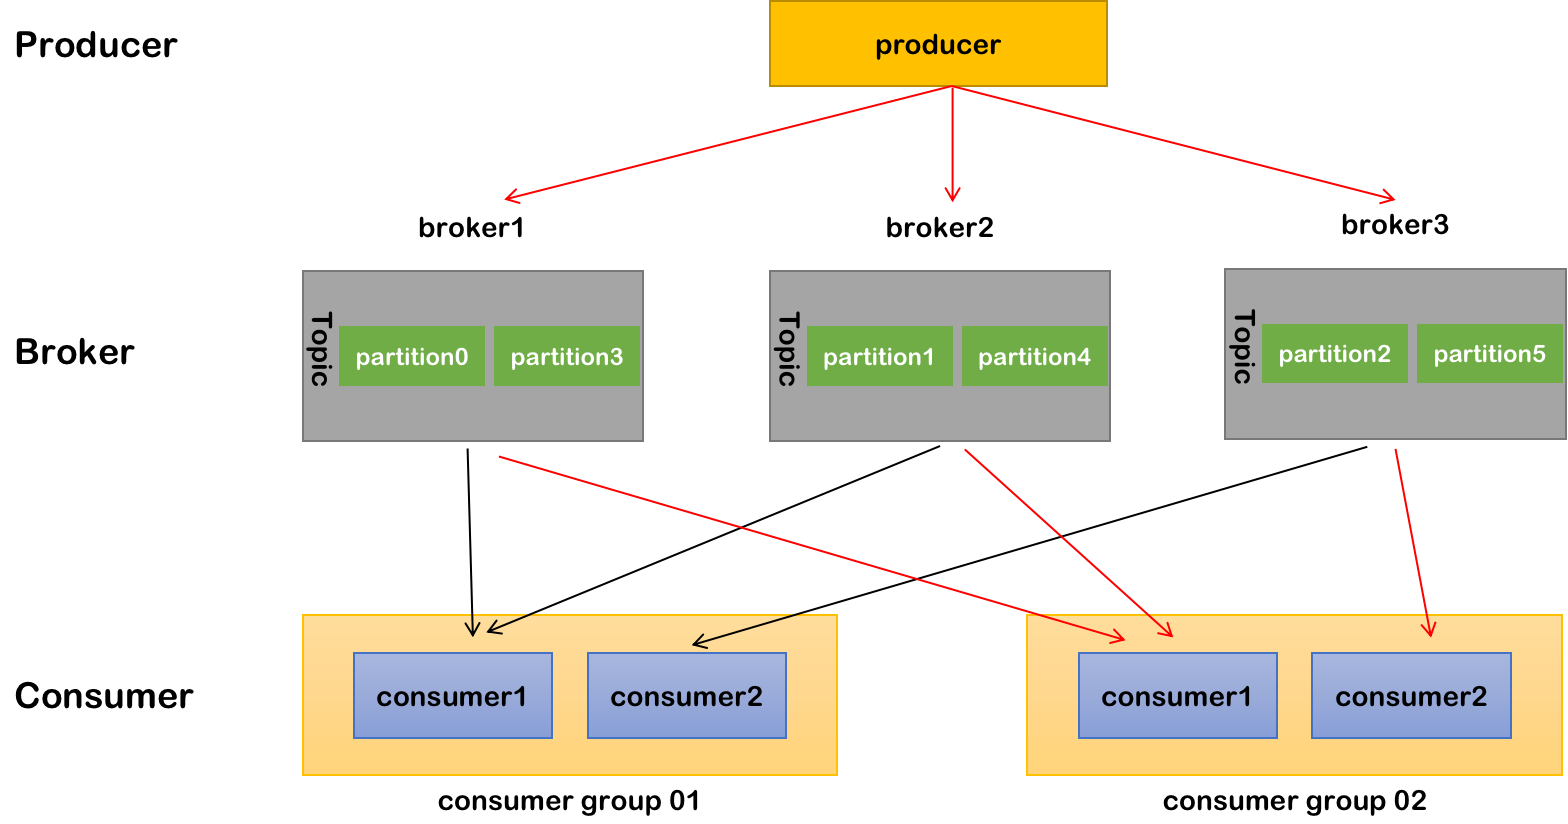 Producer
producer
broker1
broker2
broker3
Broker
Topic
partition0
partition3
Topic
partition1
partition4
Topic
partition2
partition5
Consumer
consumer1
consumer2
consumer1
consumer2
consumer group 01
consumer group 02